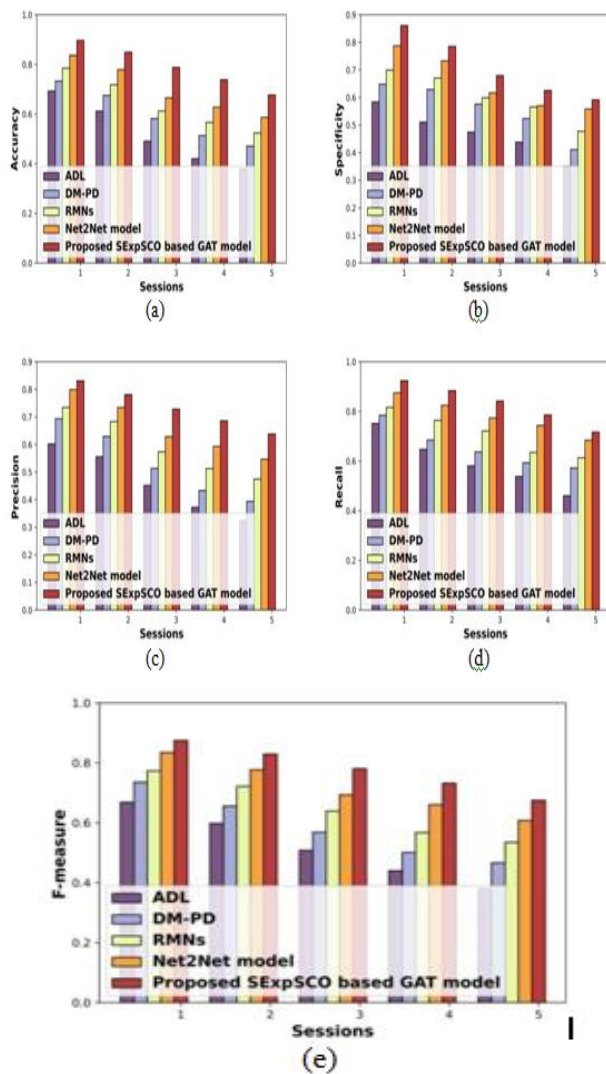 1.0
0.8
0.6
0.4
0.2
0.0
Accuracy
ADL
DM-PD
RMNs
Net2Net model
Proposed SExpSCO based GAT model
1 2 3 4 5
Sessions
(a)
0.9
0.8
0.7
0.6
0.5
0.4
0.3
0.2
0.1
0.0
Specificity
ADL
DM-PD
RMNs
Net2Net model
Proposed SExpSCO based GAT model
1 2 3 4 5
Sessions
(b)
0.9
0.8
0.7
0.6
0.5
0.4
0.3
0.2
0.1
0.0
Precision
ADL
DM-PD
RMNs
Net2Net model
Proposed SExpSCO based GAT model
1 2 3 4 5
Sessions
(c)
1.0
0.8
0.6
0.4
0.2
0.0
Recall
ADL
DM-PD
RMNs
Net2Net model
Proposed SExpSCO based GAT model
1 2 3 4 5
Sessions
(d)
1.0
0.8
0.6
0.4
0.2
0.0
F-measure
ADL
DM-PD
RMNs
Net2Net model
Proposed SExpSCO based GAT model
1 2 3 4 5
Sessions
(e)